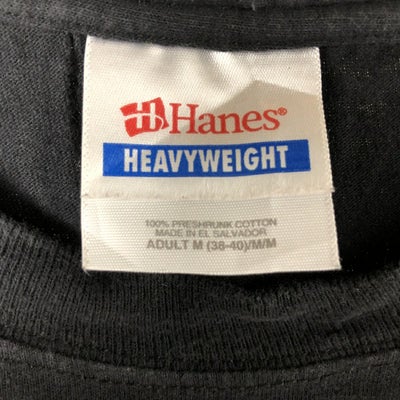 Hanes®
HEAVYWEIGHT
100% PRESHRUNK COTTON
MADE IN EL SALVADOR
ADULT M (38-40)/M/M